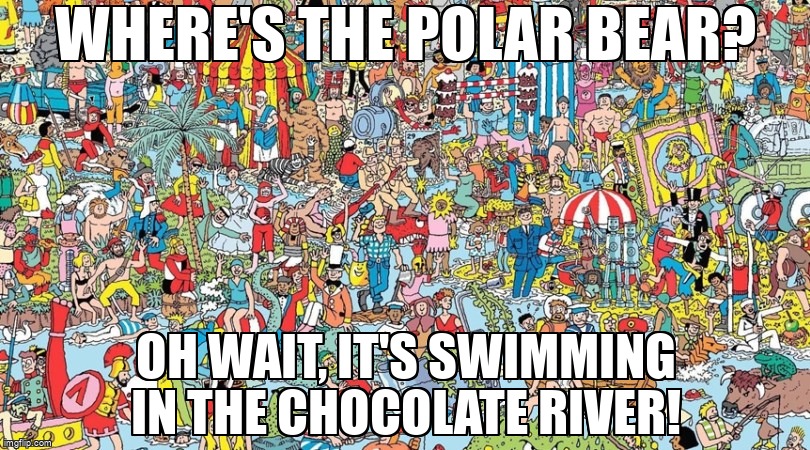 WHERE'S THE POLAR BEAR?
OH WAIT, IT'S SWIMMING
IN THE CHOCOLATE RIVER!
imgflip.com